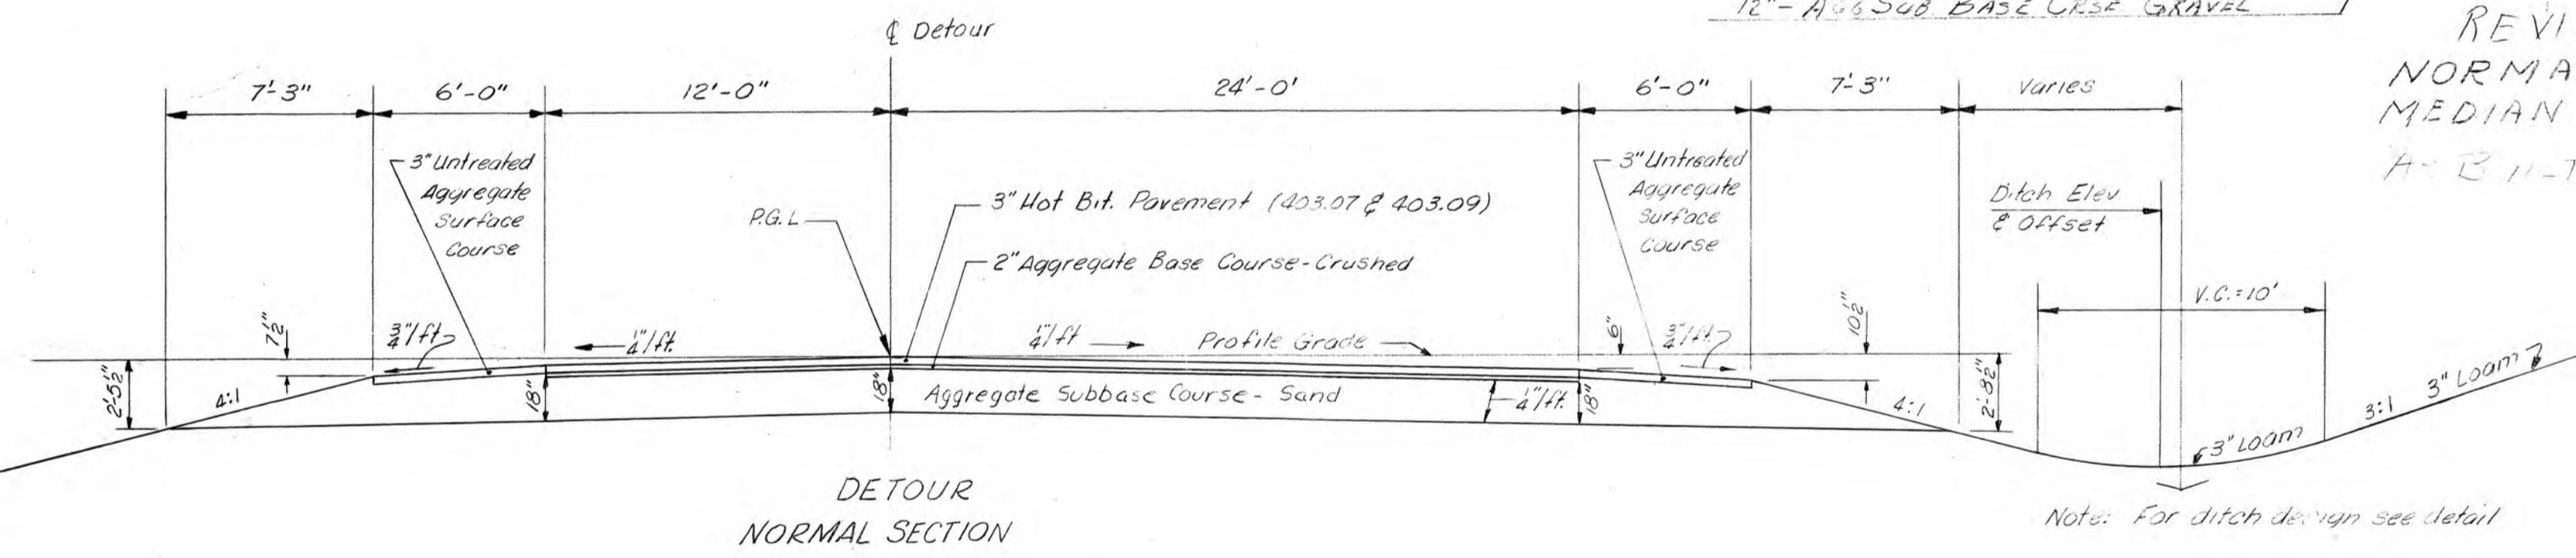 12"- AGG SUB BASE CRSE GRAVEL
REVI
NORMA
MEDIAN
℄ Detour
7'-3"
6'-0"
12'-0"
24'-0'
6'-0"
7'-3"
Varies
3" Untreated
Aggregate
Surface
Course
P.G.L
3" Hot Bit. Pavement (403.07 & 403.09)
2" Aggregate Base Course-Crushed
3" Untreated
Aggregate
Surface
Course
Ditch Elev
& Offset
V.C.=10'
7½"
¾"/ft.
¼"/ft.
¼"/ft
Profile Grade
6"
¾"/ft.
10½"
2'-5½"
4:1
18"
18"
Aggregate Subbase Course - Sand
¼"/ft.
18"
4:1
2'-8½"
3" Loam
3:1
3" Loam
DETOUR
NORMAL SECTION
Note: For ditch design see detail